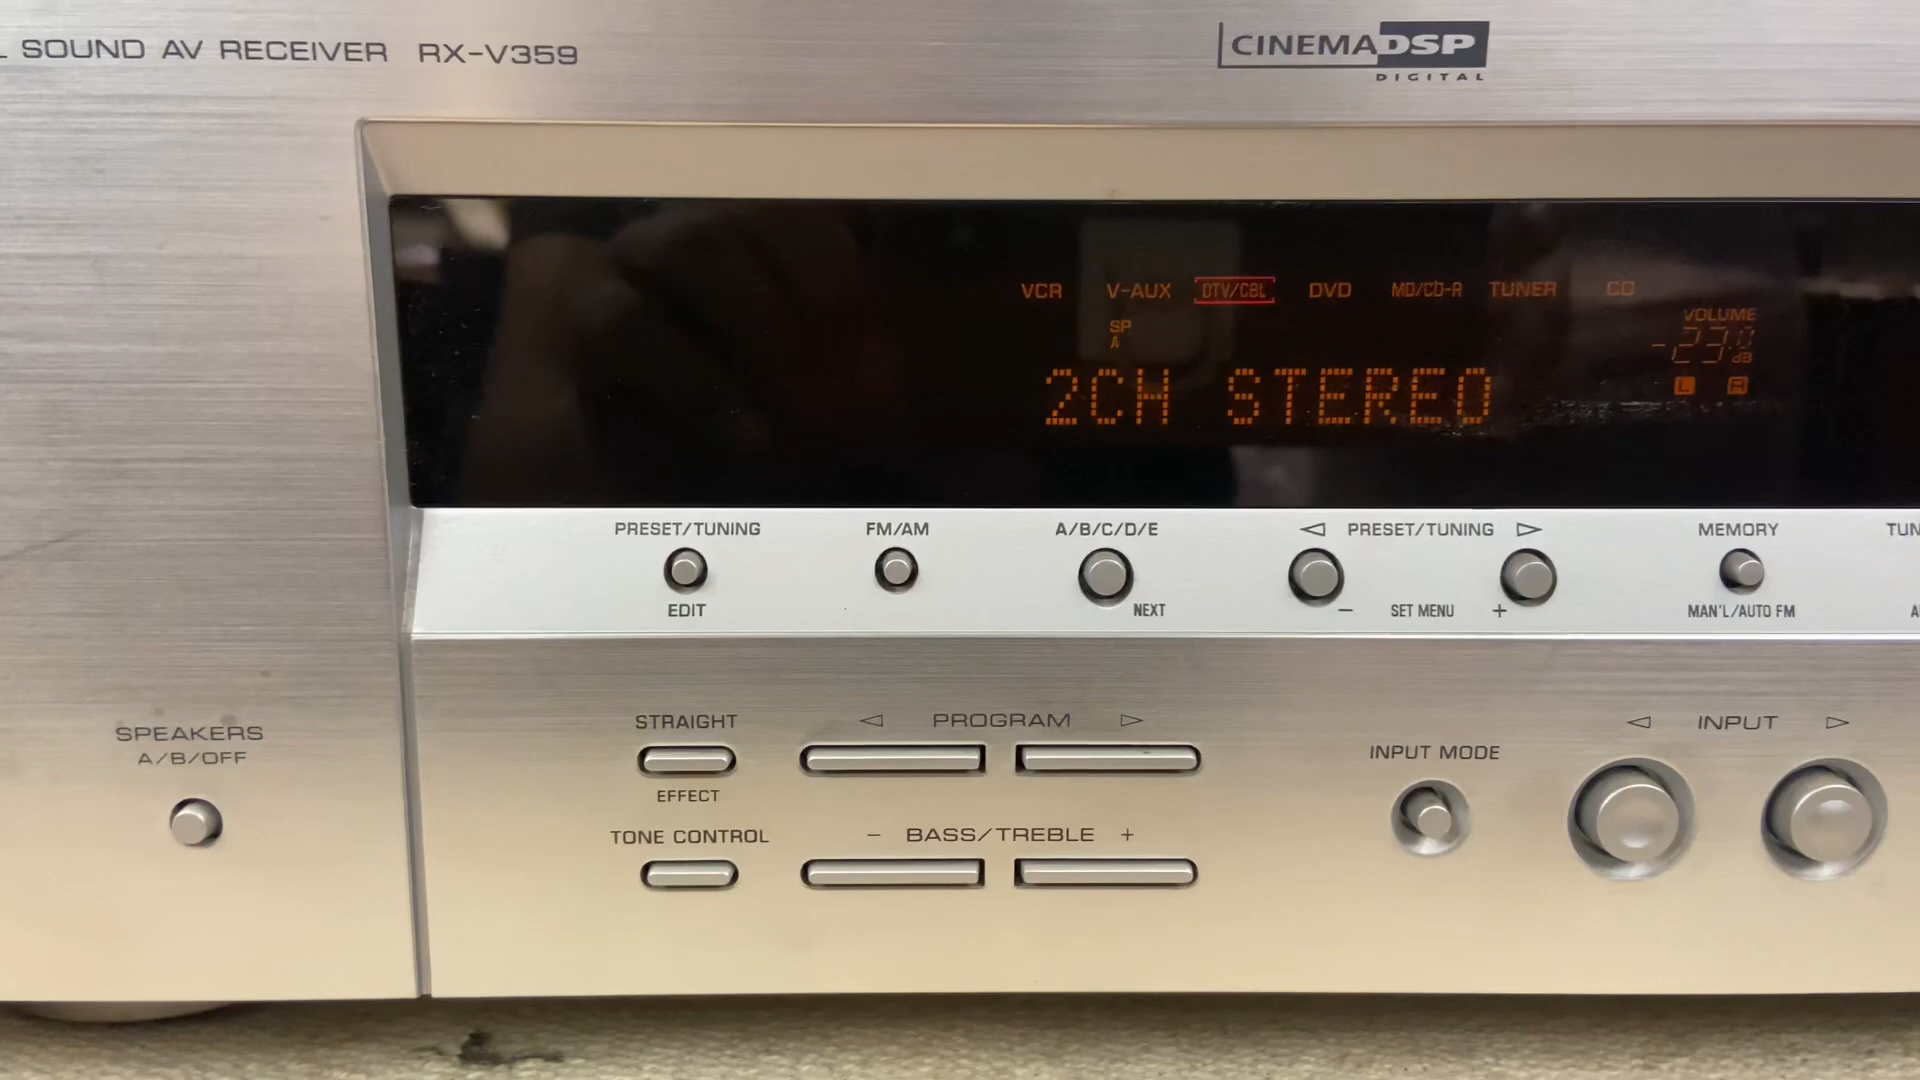 SOUND AV RECEIVER RX-V359
CINEMA DSP
DIGITAL
VCR V-AUX DTV/CBL DVD MD/CD-R TUNER CD
VOLUME
SP
A
-23.0
dB
2CH STEREO
L R
PRESET/TUNING FM/AM A/B/C/D/E PRESET/TUNING MEMORY
EDIT NEXT - SET MENU + MAN'L/AUTO FM
STRAIGHT PROGRAM INPUT
SPEAKERS
A/B/OFF
INPUT MODE
EFFECT
TONE CONTROL - BASS/TREBLE +